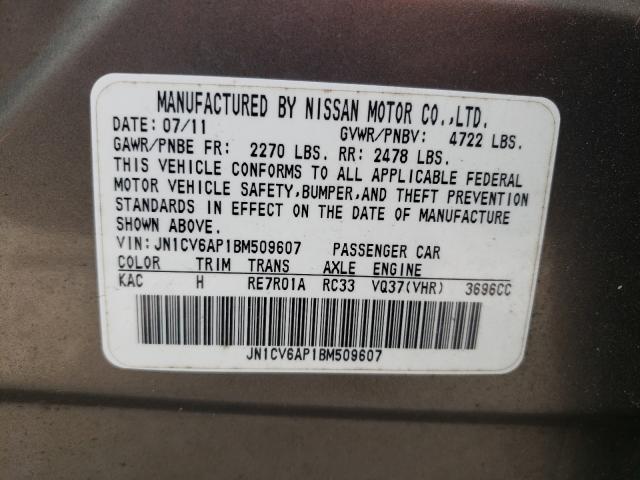 MANUFACTURED BY NISSAN MOTOR CO.,LTD.
DATE: 07/11 GVWR/PNBV: 4722 LBS.
GAWR/PNBE FR: 2270 LBS. RR: 2478 LBS.
THIS VEHICLE CONFORMS TO ALL APPLICABLE FEDERAL
MOTOR VEHICLE SAFETY,BUMPER,AND THEFT PREVENTION
STANDARDS IN EFFECT ON THE DATE OF MANUFACTURE
SHOWN ABOVE.
VIN: JN1CV6AP1BM509607 PASSENGER CAR
COLOR TRIM TRANS AXLE ENGINE
KAC H RE7R01A RC33 VQ37(VHR) 3696CC
JN1CV6AP1BM509607